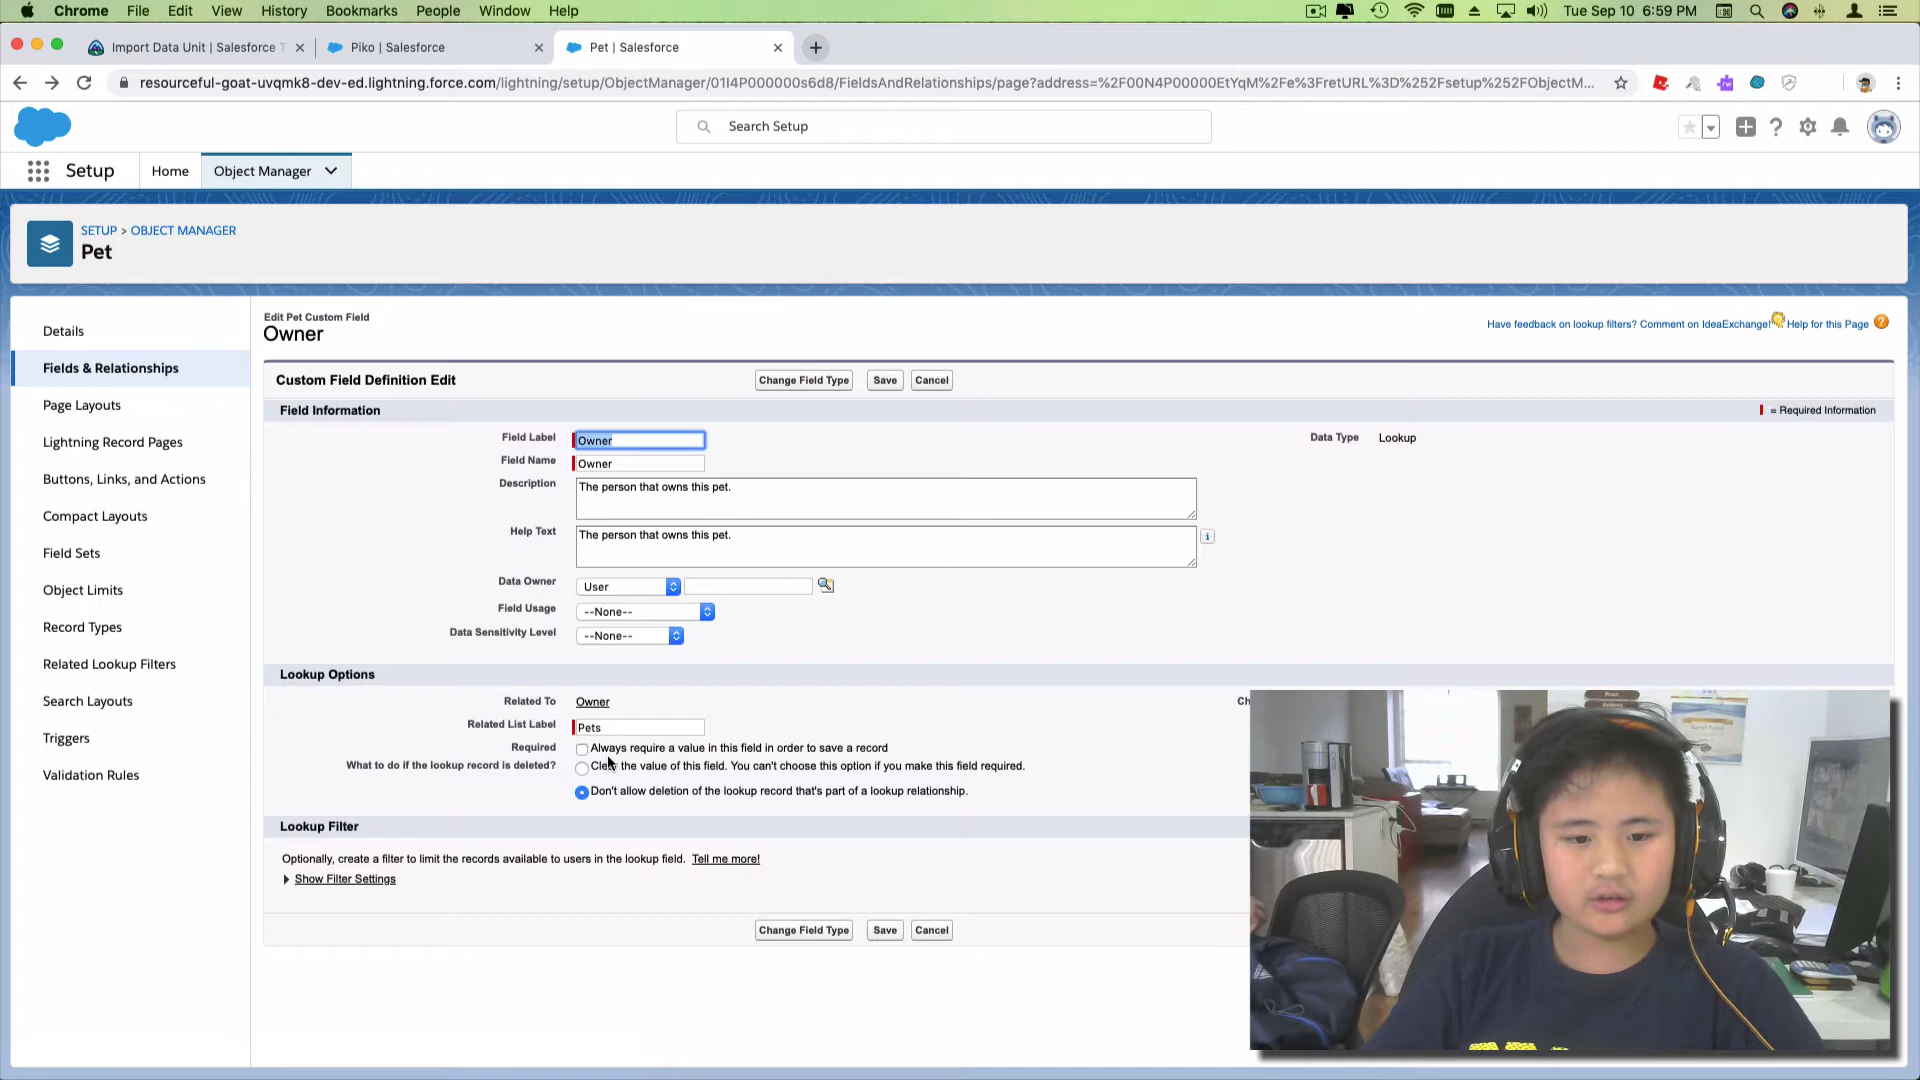 Chrome File Edit View History Bookmarks People Window Help Tue Sep 10 6:59 PM
Import Data Unit | Salesforce T Piko | Salesforce Pet | Salesforce
resourceful-goat-uvqmk8-dev-ed.lightning.force.com/lightning/setup/ObjectManager/01I4P000000s6d8/FieldsAndRelationships/page?address=%2F00N4P00000EtYqM%2Fe%3FretURL%3D%252Fsetup%252FObjectM...
Search Setup
Setup Home Object Manager
SETUP > OBJECT MANAGER
Pet
Details
Fields & Relationships
Page Layouts
Lightning Record Pages
Buttons, Links, and Actions
Compact Layouts
Field Sets
Object Limits
Record Types
Related Lookup Filters
Search Layouts
Triggers
Validation Rules
Edit Pet Custom Field
Owner
Have feedback on lookup filters? Comment on IdeaExchange! Help for this Page ?
Custom Field Definition Edit Change Field Type Save Cancel
Field Information = Required Information
Field Label Owner Data Type Lookup
Field Name Owner
Description The person that owns this pet.
Help Text The person that owns this pet. i
Data Owner User
Field Usage --None--
Data Sensitivity Level --None--
Lookup Options
Related To Owner Ch
Related List Label Pets
Required Always require a value in this field in order to save a record
What to do if the lookup record is deleted? the value of this field. You can't choose this option if you make this field required.
Don't allow deletion of the lookup record that's part of a lookup relationship.
Lookup Filter
Optionally, create a filter to limit the records available to users in the lookup field. Tell me more!
Show Filter Settings
Change Field Type Save Cancel